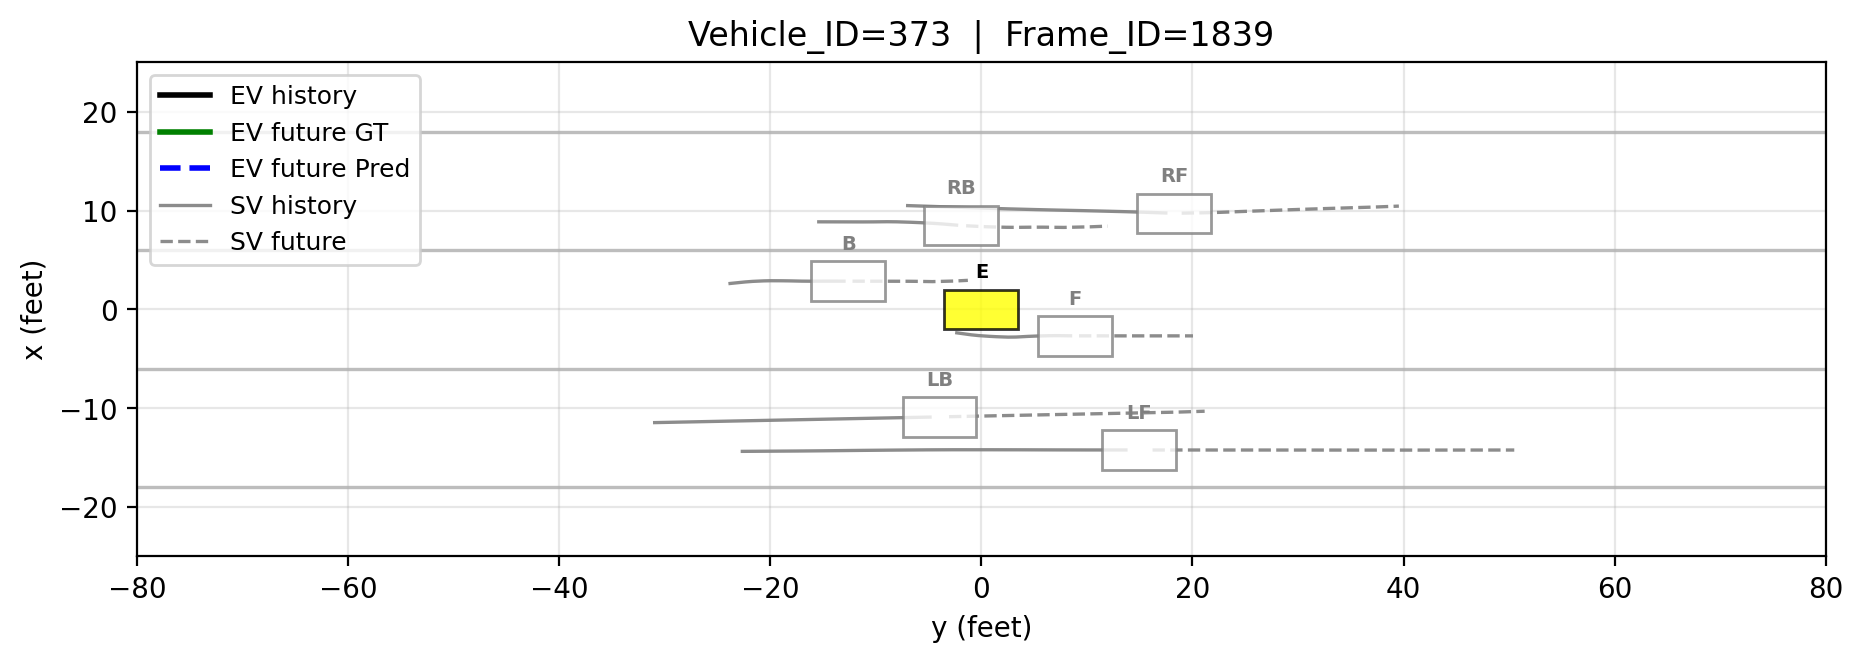 Vehicle_ID=373 | Frame_ID=1839
EV history
EV future GT
EV future Pred
SV history
SV future
RB
RF
B
E
F
LB
LF
20
10
0
−10
−20
x (feet)
−80 −60 −40 −20 0 20 40 60 80
y (feet)